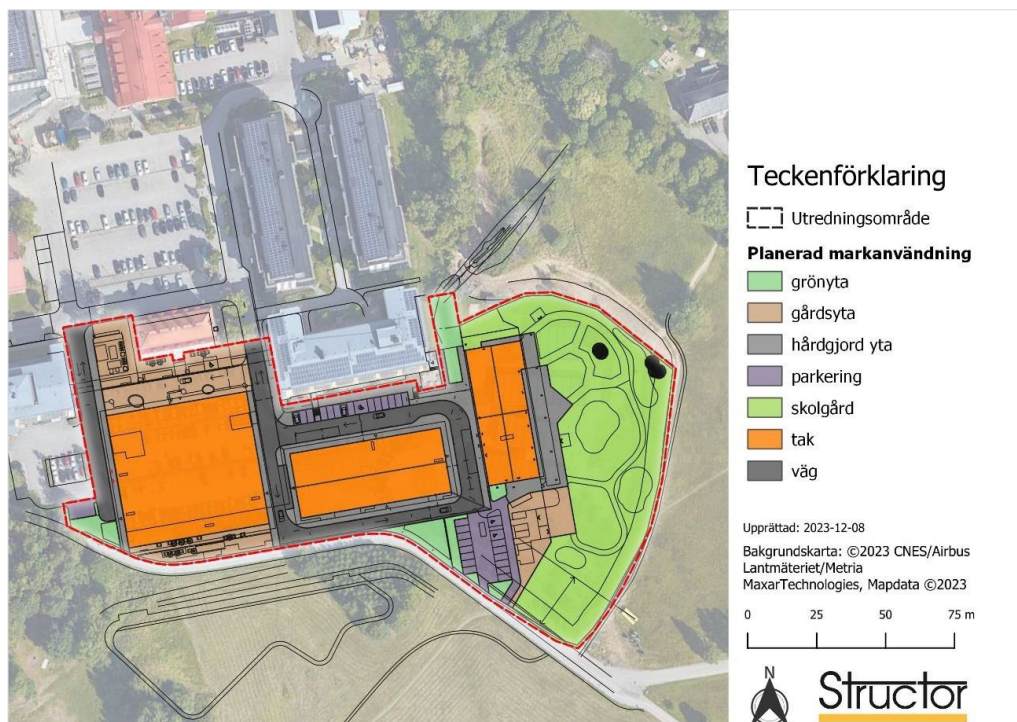 Teckenförklaring
Utredningsområde
Planerad markanvändning
grönyta
gårdsyta
hårdgjord yta
parkering
skolgård
tak
väg
Upprättad: 2023-12-08
Bakgrundskarta: ©2023 CNES/Airbus
Lantmäteriet/Metria
MaxarTechnologies, Mapdata ©2023
0 25 50 75 m
N
Structor